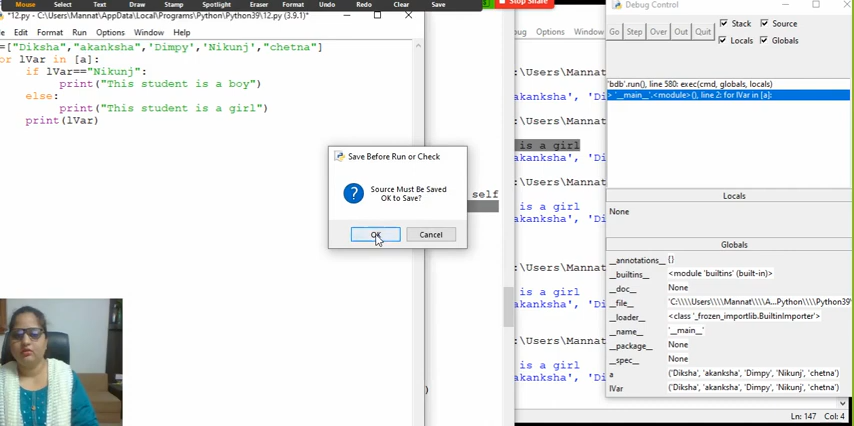 Mouse Select Text Draw Stamp Spotlight Eraser Format Undo Redo Clear Save
Stop Share
*12.py - C:\Users\Mannat\AppData\Local\Programs\Python\Python39\12.py (3.9.1)*
Edit Format Run Options Window Help
=["Diksha","akanksha",'Dimpy','Nikunj',"chetna"]
or lVar in [a]:
if lVar=="Nikunj":
print("This student is a boy")
else:
print("This student is a girl")
print(lVar)
Save Before Run or Check
Source Must Be Saved
OK to Save?
OK
Cancel
self
)
Options Window
:\Users\Mannat
akanksha', 'Di
:\Users\Mannat
is a girl
akanksha', 'Di
:\Users\Mannat
is a girl
akanksha', 'Di
:\Users\Mannat
is a girl
akanksha', 'Di
:\Users\Mannat
is a girl
akanksha', 'Di
Debug Control
Go Step Over Out Quit
Stack Source
Locals Globals
'bdb'.run(), line 580: exec(cmd, globals, locals)
> '__main__'.<module>(), line 2: for lVar in [a]:
Locals
None
Globals
__annotations__ {}
__builtins__ <module 'builtins' (built-in)>
__doc__ None
__file__ 'C:\\\\Users\\\\Mannat\\\\A...Python\\\\Python39\
__loader__ <class '_frozen_importlib.BuiltinImporter'>
__name__ '__main__'
__package__ None
__spec__ None
a ('Diksha', 'akanksha', 'Dimpy', 'Nikunj', 'chetna')
lVar ('Diksha', 'akanksha', 'Dimpy', 'Nikunj', 'chetna')
Ln: 147 Col: 4